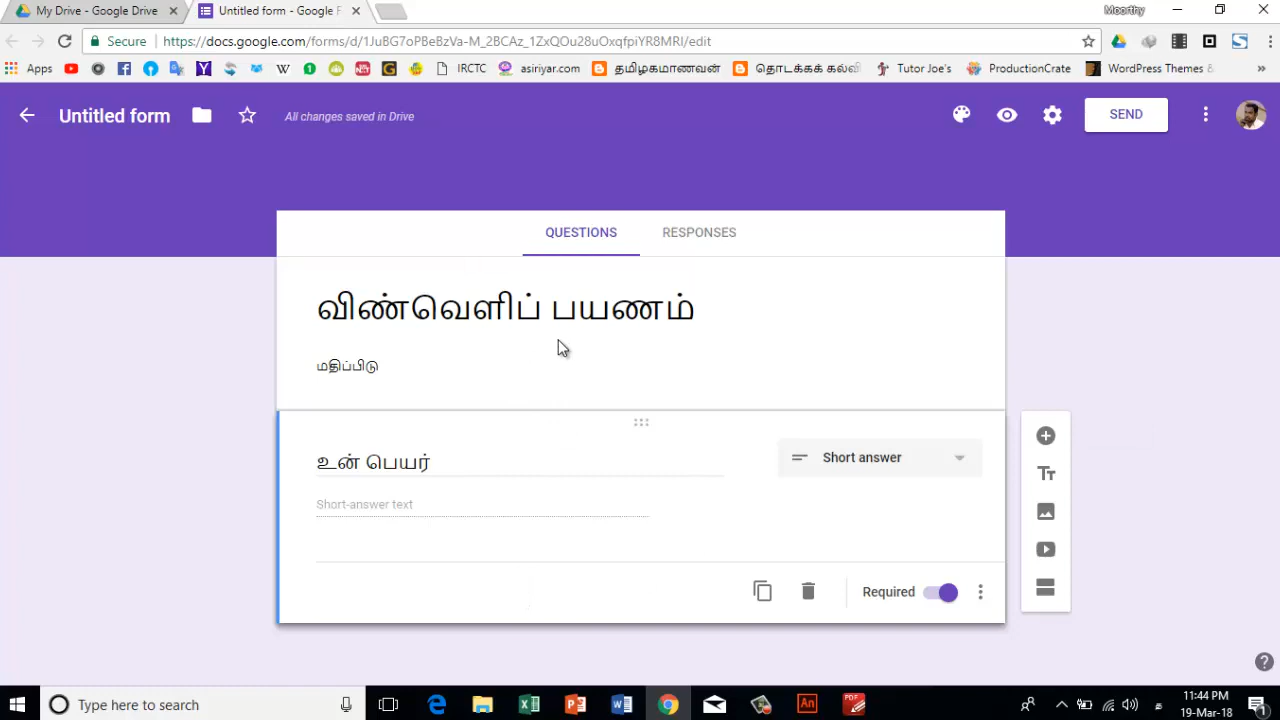 My Drive - Google Drive
Untitled form - Google F
Moorthy
Secure
https://docs.google.com/forms/d/1JuBG7oPBeBzVa-M_2BCAz_1ZxQOu28uOxqfpiYR8MRI/edit
Apps
IRCTC
asiriyar.com
தமிழகமாணவன்
தொடக்கக் கல்வி
Tutor Joe's
ProductionCrate
WordPress Themes &
Untitled form
All changes saved in Drive
SEND
QUESTIONS
RESPONSES
விண்வெளிப் பயணம்
மதிப்பிடு
உன் பெயர்
Short answer
Short-answer text
Required
Type here to search
11:44 PM
19-Mar-18